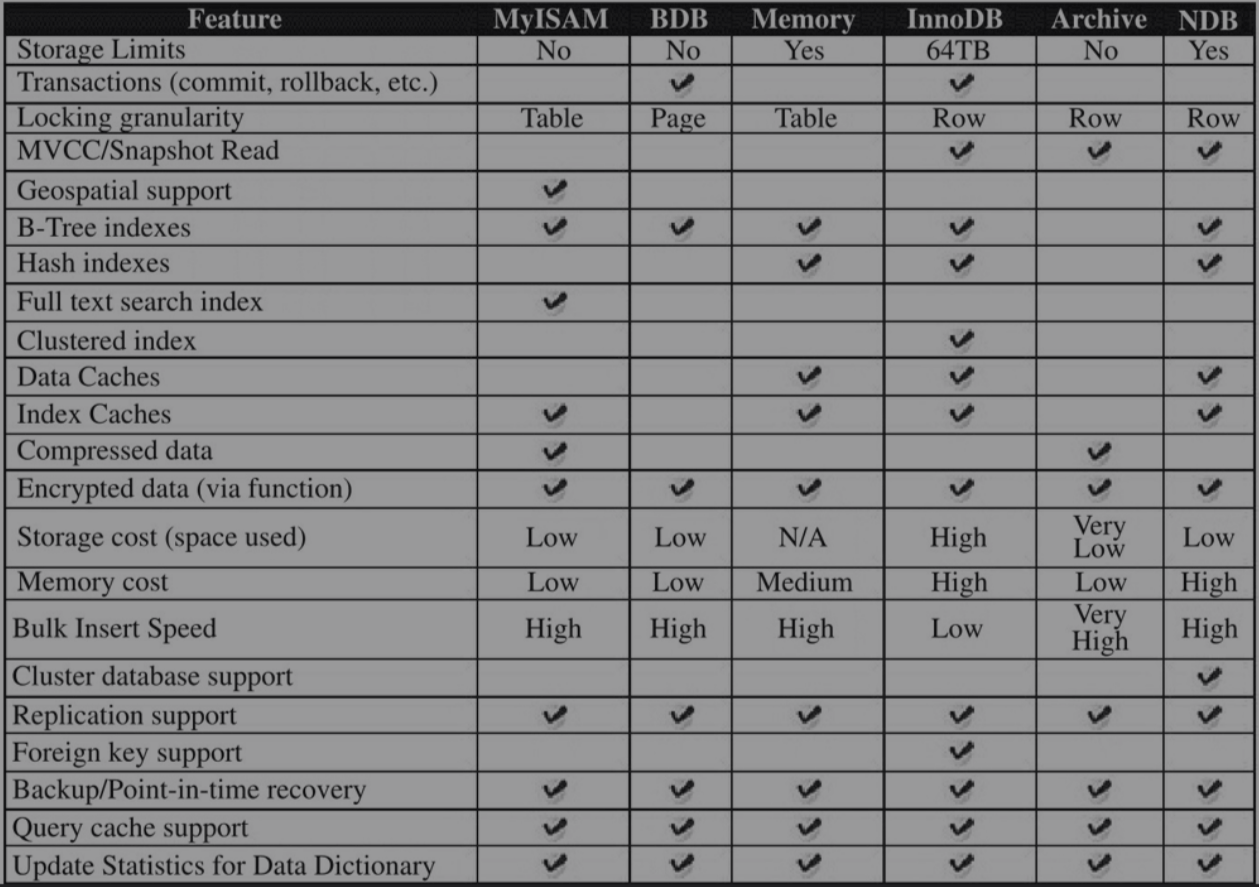 Feature MyISAM BDB Memory InnoDB Archive NDB
Storage Limits No No Yes 64TB No Yes
Transactions (commit, rollback, etc.) ✔ ✔
Locking granularity Table Page Table Row Row Row
MVCC/Snapshot Read ✔ ✔ ✔
Geospatial support ✔
B-Tree indexes ✔ ✔ ✔ ✔ ✔
Hash indexes ✔ ✔ ✔
Full text search index ✔
Clustered index ✔
Data Caches ✔ ✔ ✔
Index Caches ✔ ✔ ✔ ✔
Compressed data ✔ ✔
Encrypted data (via function) ✔ ✔ ✔ ✔ ✔ ✔
Storage cost (space used) Low Low N/A High Very Low Low
Memory cost Low Low Medium High Low High
Bulk Insert Speed High High High Low Very High High
Cluster database support ✔
Replication support ✔ ✔ ✔ ✔ ✔ ✔
Foreign key support ✔
Backup/Point-in-time recovery ✔ ✔ ✔ ✔ ✔ ✔
Query cache support ✔ ✔ ✔ ✔ ✔ ✔
Update Statistics for Data Dictionary ✔ ✔ ✔ ✔ ✔ ✔